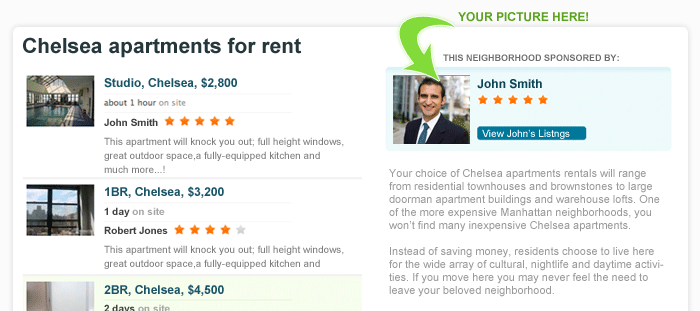 YOUR PICTURE HERE!
Chelsea apartments for rent
Studio, Chelsea, $2,800
about 1 hour on site
John Smith
This apartment will knock you out; full height windows,
great outdoor space,a fully-equipped kitchen and
much more,..!
1BR, Chelsea, $3,200
1 day on site
Robert Jones
This apartment will knock you out; full height windows,
great outdoor space,a fully-equipped kitchen and
2BR, Chelsea, $4,500
2 days on site
THIS NEIGHBORHOOD SPONSORED BY:
John Smith
View John's Listngs
Your choice of Chelsea apartments rentals will range
from residential townhouses and brownstones to large
doorman apartment buildings and warehouse lofts. One
of the more expensive Manhattan neighborhoods, you
won't find many inexpensive Chelsea apartments.
Instead of saving money, residents choose to live here
for the wide array of cultural, nightlife and daytime activi-
ties. If you move here you may never feel the need to
leave your beloved neighborhood.